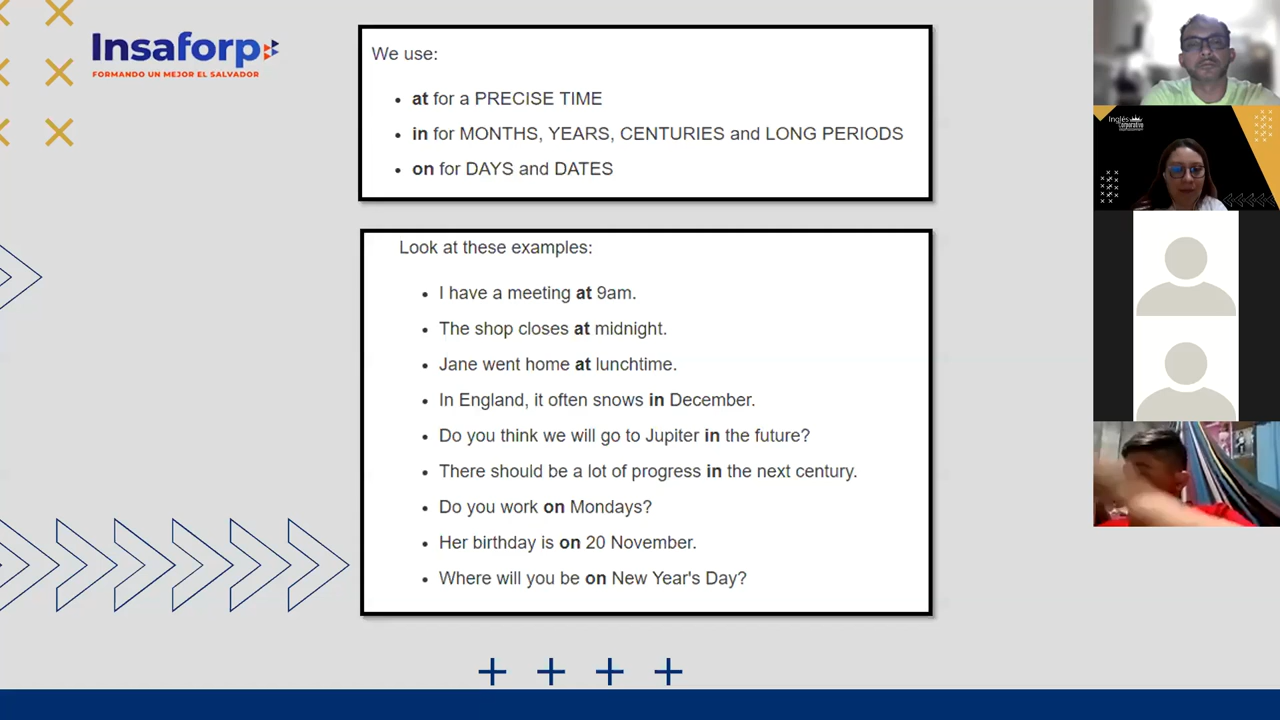 Insaforp
FORMANDO UN MEJOR EL SALVADOR
We use:
• at for a PRECISE TIME
• in for MONTHS, YEARS, CENTURIES and LONG PERIODS
• on for DAYS and DATES
Look at these examples:
• I have a meeting at 9am.
• The shop closes at midnight.
• Jane went home at lunchtime.
• In England, it often snows in December.
• Do you think we will go to Jupiter in the future?
• There should be a lot of progress in the next century.
• Do you work on Mondays?
• Her birthday is on 20 November.
• Where will you be on New Year's Day?
Inglés
Corporativo